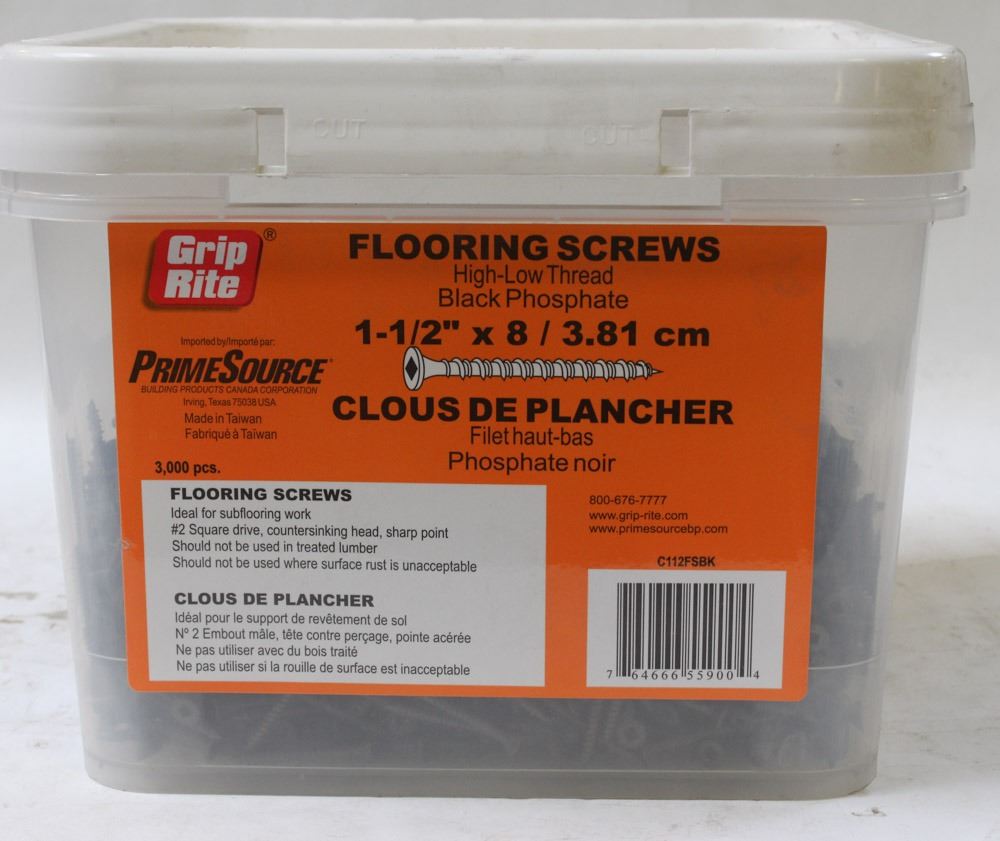 CUT
CUT
Grip
Rite®
FLOORING SCREWS
High-Low Thread
Black Phosphate
1-1/2" x 8 / 3.81 cm
Imported by/Importé par:
PRIMESOURCE®
BUILDING PRODUCTS CANADA CORPORATION
Irving, Texas 75038 USA
Made in Taiwan
Fabriqué à Taïwan
CLOUS DE PLANCHER
Filet haut-bas
Phosphate noir
3,000 pcs.
FLOORING SCREWS
Ideal for subflooring work
#2 Square drive, countersinking head, sharp point
Should not be used in treated lumber
Should not be used where surface rust is unacceptable
CLOUS DE PLANCHER
Idéal pour le support de revêtement de sol
Nº 2 Embout mâle, tête contre perçage, pointe acérée
Ne pas utiliser avec du bois traité
Ne pas utiliser si la rouille de surface est inacceptable
800-676-7777
www.grip-rite.com
www.primesourcebp.com
C112FSBK
7 64666 55900 4